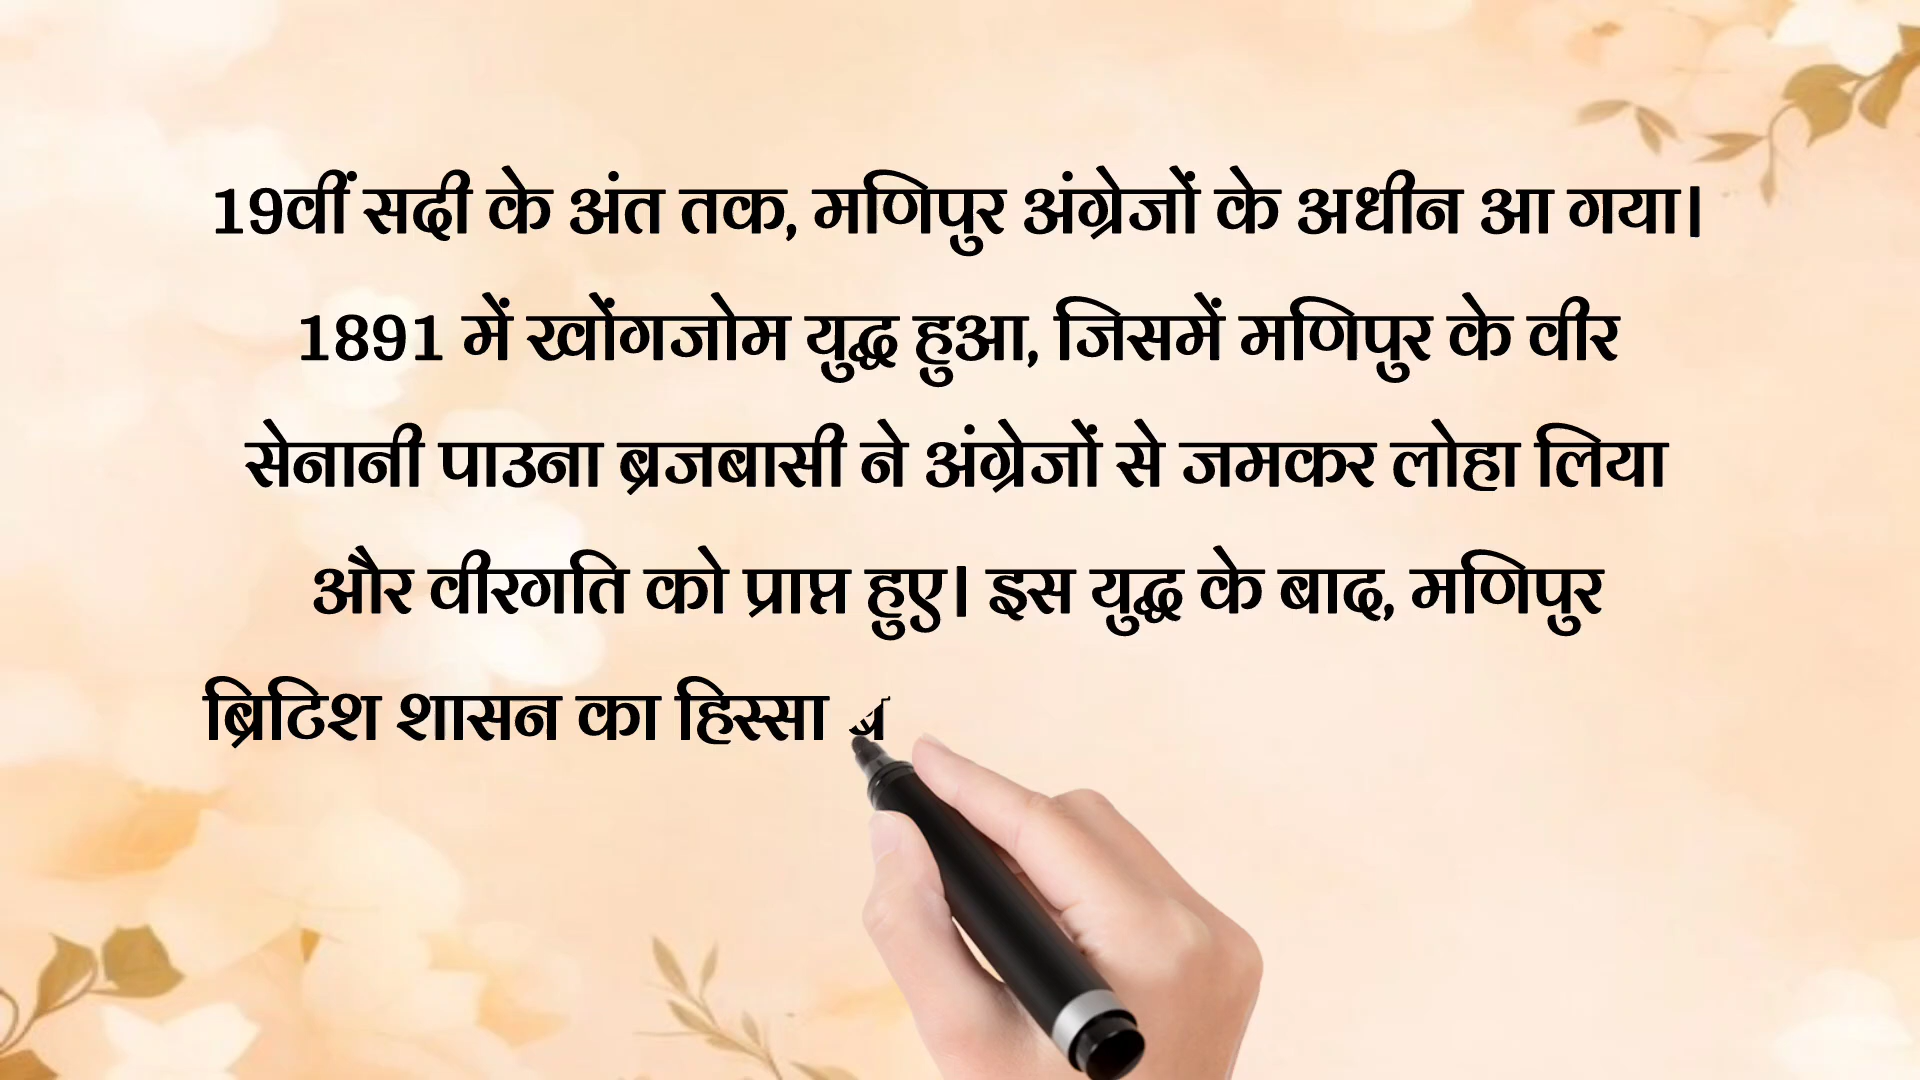 19वीं सदी के अंत तक, मणिपुर अंग्रेजों के अधीन आ गया।
1891 में खोंगजोम युद्ध हुआ, जिसमें मणिपुर के वीर
सेनानी पाउना ब्रजबासी ने अंग्रेजों से जमकर लोहा लिया
और वीरगति को प्राप्त हुए। इस युद्ध के बाद, मणिपुर
ब्रिटिश शासन का हिस्सा